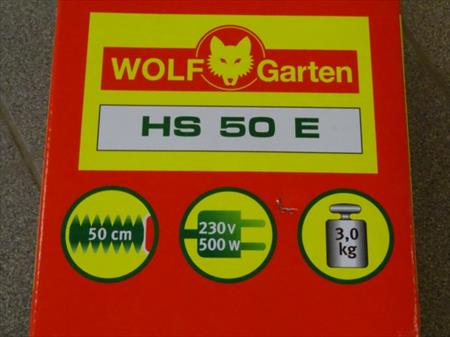 WOLF Garten
HS 50 E
50 cm
230 V
500 W
3,0
kg